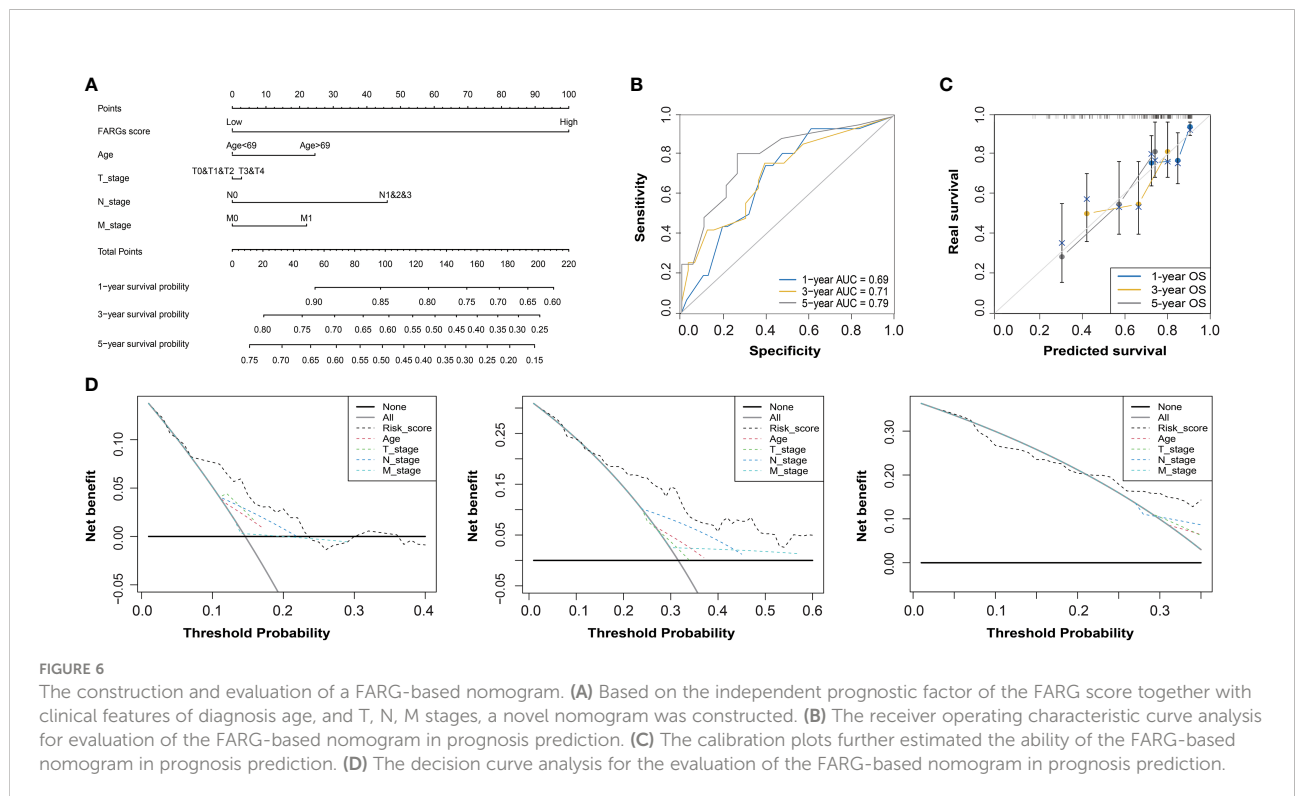 A
Points
0 10 20 30 40 50 60 70 80 90 100
FARGs score
Low High
Age
Age<69 Age>69
T_stage
T0&T1&T2 T3&T4
N_stage
N0 N1&2&3
M_stage
M0 M1
Total Points
0 20 40 60 80 100 120 140 160 180 200 220
1-year survival probility
0.90 0.85 0.80 0.75 0.70 0.65 0.60
3-year survival probility
0.80 0.75 0.70 0.65 0.60 0.55 0.50 0.45 0.40 0.35 0.30 0.25
5-year survival probility
0.75 0.70 0.65 0.60 0.55 0.50 0.45 0.40 0.35 0.30 0.25 0.20 0.15
B
Sensitivity
1.0
0.8
0.6
0.4
0.2
0.0
1-year AUC = 0.69
3-year AUC = 0.71
5-year AUC = 0.79
0.0 0.2 0.4 0.6 0.8 1.0
Specificity
C
Real survival
1.0
0.8
0.6
0.4
0.2
0.0
1-year OS
3-year OS
5-year OS
0.0 0.2 0.4 0.6 0.8 1.0
Predicted survival
D
Net benefit
0.10
0.05
0.00
−0.05
None
All
Risk_score
Age
T_stage
N_stage
M_stage
0.0 0.1 0.2 0.3 0.4
Threshold Probability
Net benefit
0.25
0.15
0.05
−0.05
None
All
Risk_score
Age
T_stage
N_stage
M_stage
0.0 0.1 0.2 0.3 0.4 0.5 0.6
Threshold Probability
Net benefit
0.30
0.20
0.10
0.00
None
All
Risk_score
Age
T_stage
N_stage
M_stage
0.0 0.1 0.2 0.3
Threshold Probability
FIGURE 6
The construction and evaluation of a FARG-based nomogram. (A) Based on the independent prognostic factor of the FARG score together with
clinical features of diagnosis age, and T, N, M stages, a novel nomogram was constructed. (B) The receiver operating characteristic curve analysis
for evaluation of the FARG-based nomogram in prognosis prediction. (C) The calibration plots further estimated the ability of the FARG-based
nomogram in prognosis prediction. (D) The decision curve analysis for the evaluation of the FARG-based nomogram in prognosis prediction.